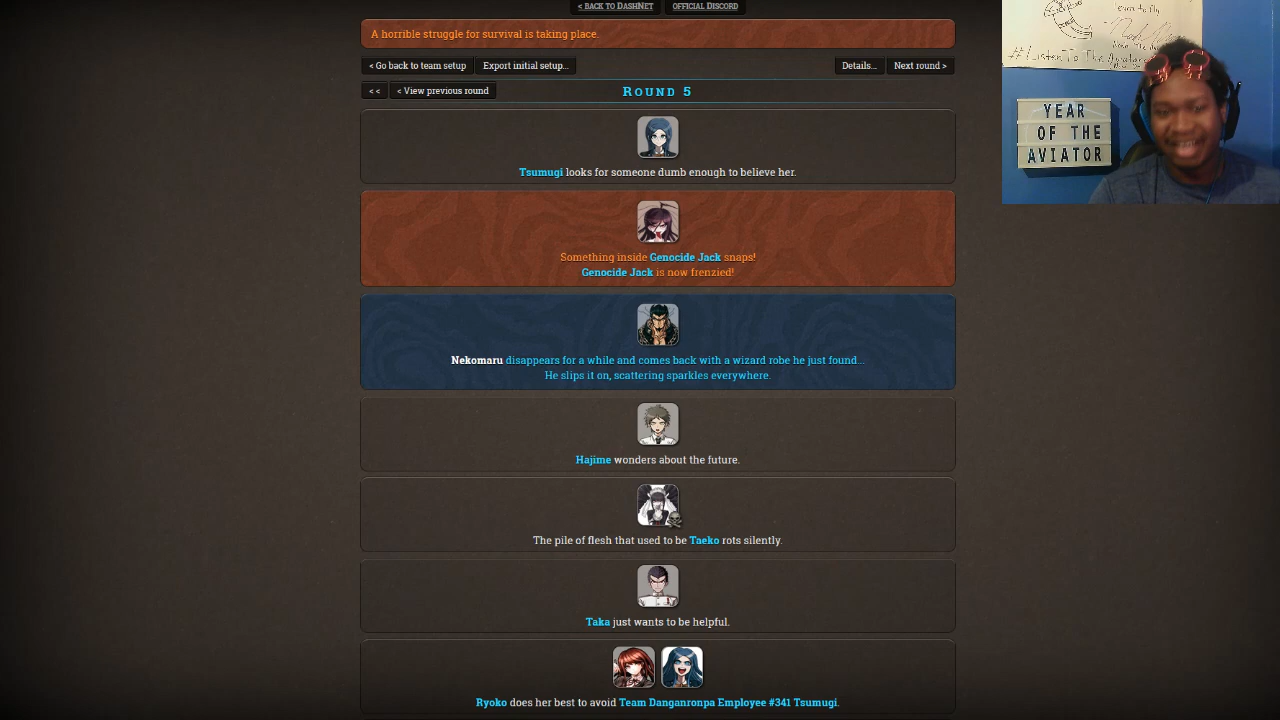 < BACK TO DASHNET
OFFICIAL DISCORD
A horrible struggle for survival is taking place.
< Go back to team setup
Export initial setup...
Details...
Next round >
< <
< View previous round
ROUND 5
Tsumugi looks for someone dumb enough to believe her.
Something inside Genocide Jack snaps!
Genocide Jack is now frenzied!
Nekomaru disappears for a while and comes back with a wizard robe he just found...
He slips it on, scattering sparkles everywhere.
Hajime wonders about the future.
The pile of flesh that used to be Taeko rots silently.
Taka just wants to be helpful.
Ryoko does her best to avoid Team Danganronpa Employee #341 Tsumugi.
to fly
#ListenToTheAviator
YEAR
OF THE
AVIATOR